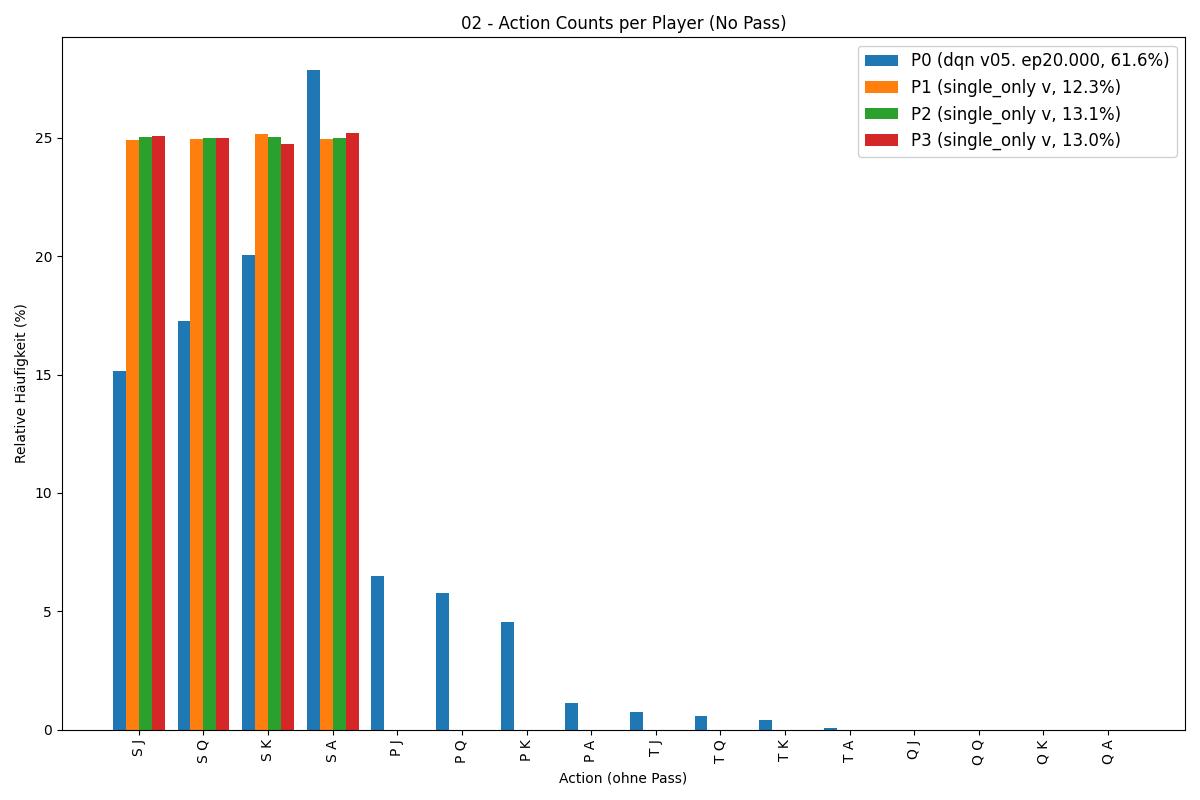 02 - Action Counts per Player (No Pass)
P0 (dqn v05. ep20.000, 61.6%)
P1 (single_only v, 12.3%)
P2 (single_only v, 13.1%)
P3 (single_only v, 13.0%)
Relative Häufigkeit (%)
25
20
15
10
5
0
S J
S Q
S K
S A
P J
P Q
P K
P A
T J
T Q
T K
T A
Q J
Q Q
Q K
Q A
Action (ohne Pass)